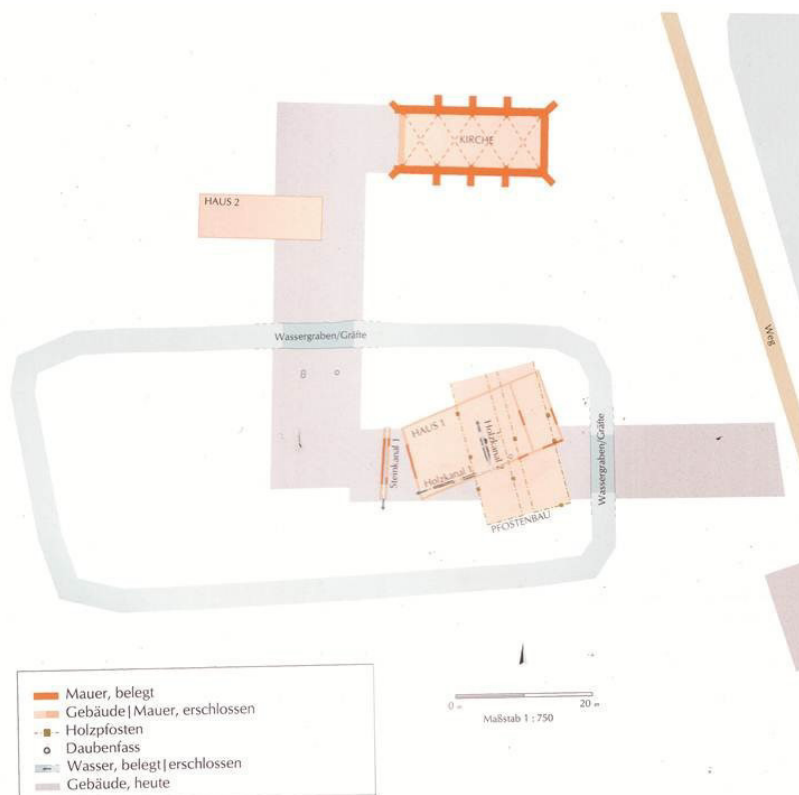 KIRCHE
HAUS 2
Weg
Wassergraben/Gräfte
HAUS 1
Holzkanal 2
Wassergraben/Gräfte
Steinkanal 1
Holzkanal 1
PFOSTENBAU
0 m
20 m
Maßstab 1 : 750
Mauer, belegt
Gebäude|Mauer, erschlossen
Holzpfosten
Daubenfass
Wasser, belegt|erschlossen
Gebäude, heute